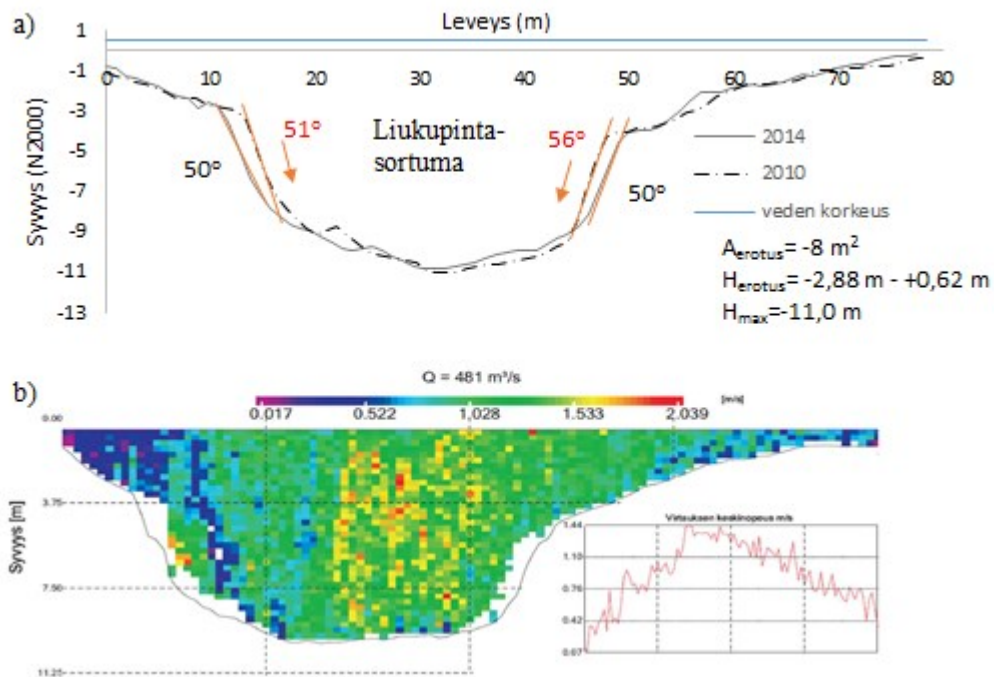 a)
Leveys (m)
Syvyys (N2000)
1
-1
-3
-5
-7
-9
-11
-13
0 10 20 30 40 50 60 70 80
51°
50°
Liukupinta-
sortuma
56°
50°
2014
2010
veden korkeus
Aerotus= -8 m²
Herotus= -2,88 m - +0,62 m
Hmax=-11,0 m
b)
Q = 481 m³/s
[m/s]
0.017 0.522 1,028 1.533 2.039
Syvyys [m]
0.00
3.75
7.50
11.25
Virtauksen keskinopeus m/s
1.44
1.10
0.76
0.42
0.07